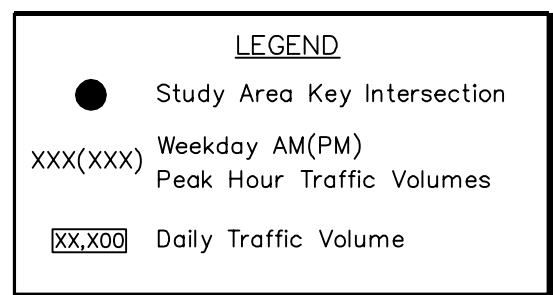 LEGEND
Study Area Key Intersection
XXX(XXX) Weekday AM(PM)
Peak Hour Traffic Volumes
XX,X00 Daily Traffic Volume